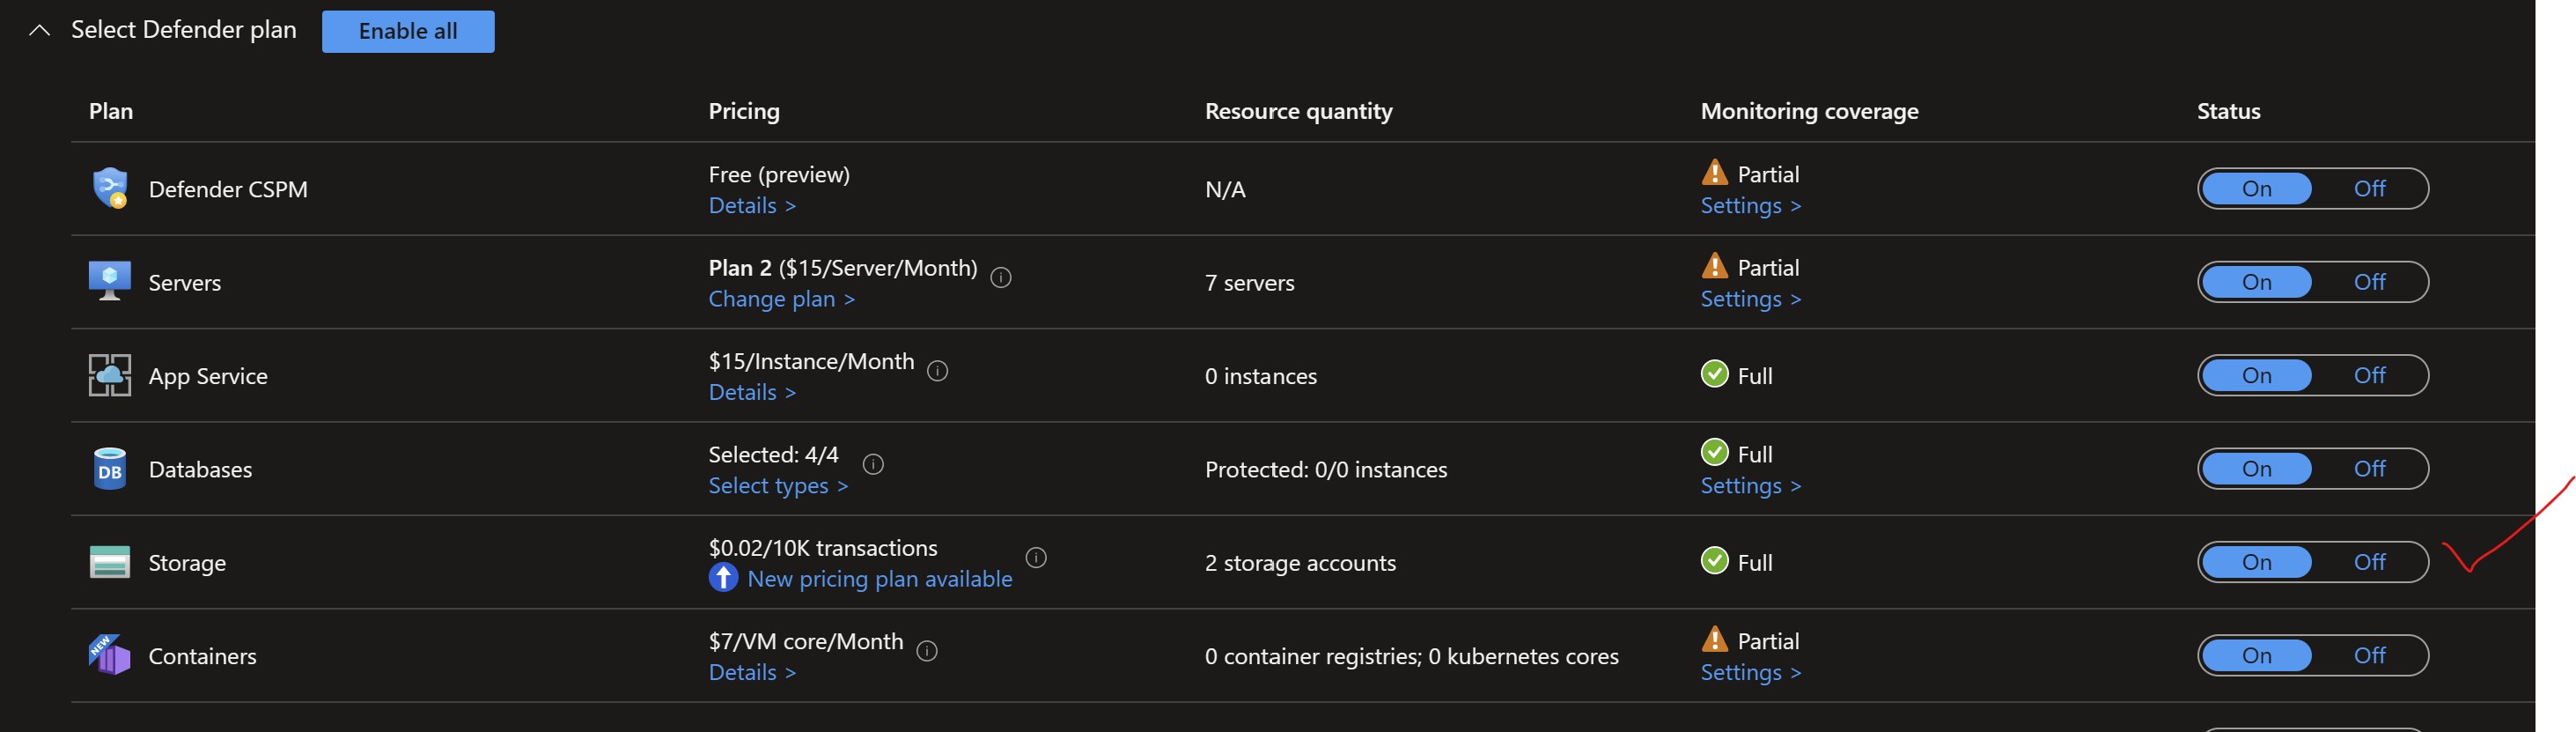 Select Defender plan Enable all
Plan Pricing Resource quantity Monitoring coverage Status
Defender CSPM Free (preview) N/A Partial On Off
Details > Settings >
Servers Plan 2 ($15/Server/Month) 7 servers Partial On Off
Change plan > Settings >
App Service $15/Instance/Month 0 instances Full On Off
Details >
Databases Selected: 4/4 Protected: 0/0 instances Full On Off
DB Select types > Settings >
Storage $0.02/10K transactions 2 storage accounts Full On Off
New pricing plan available
NEW Containers $7/VM core/Month 0 container registries; 0 kubernetes cores Partial On Off
Details > Settings >